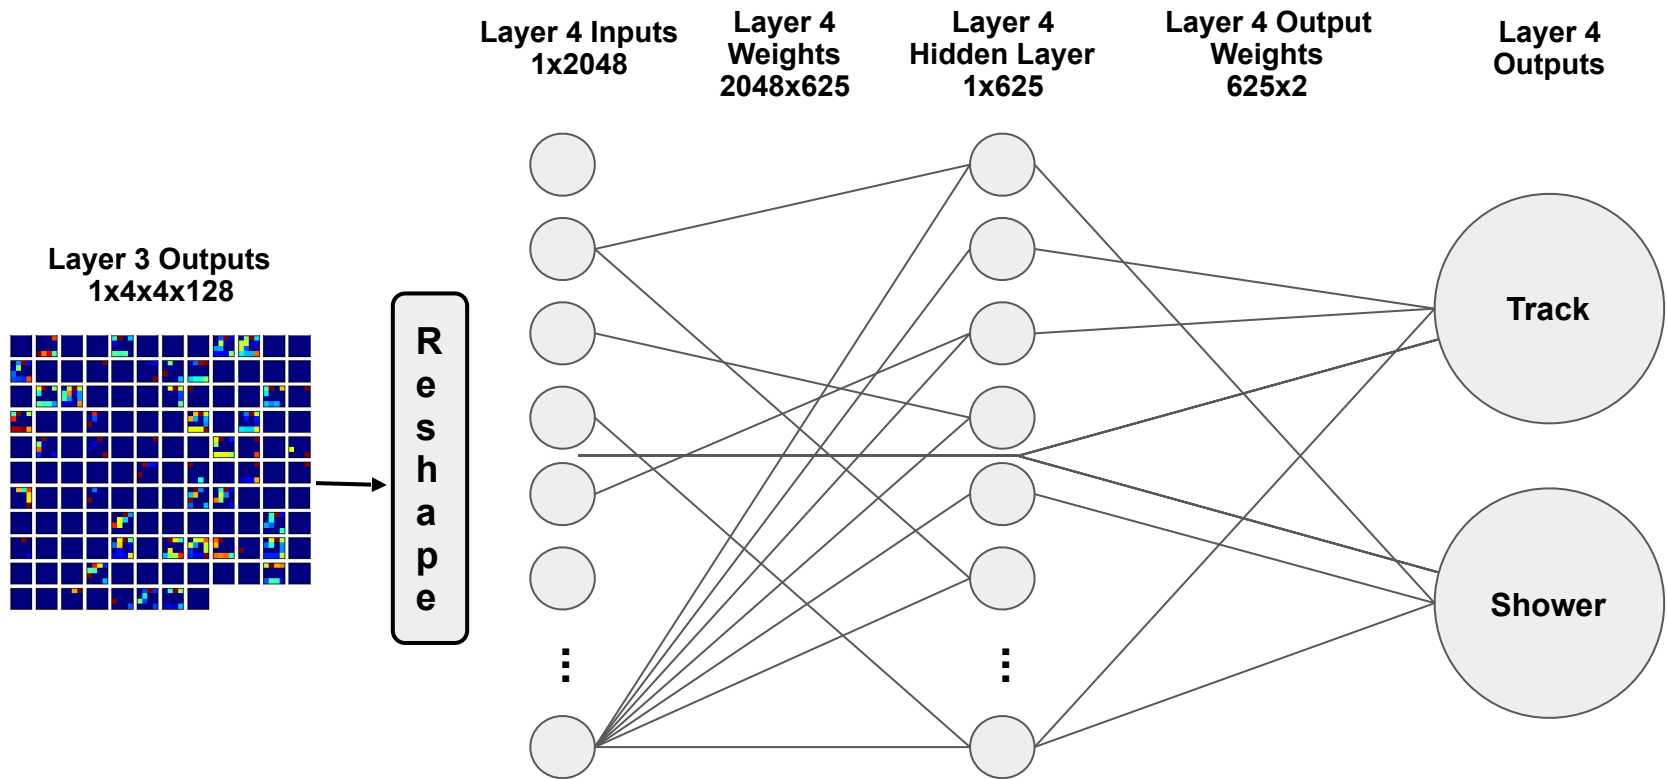 Layer 4 Inputs
1x2048
Layer 4
Weights
2048x625
Layer 4
Hidden Layer
1x625
Layer 4 Output
Weights
625x2
Layer 4
Outputs
Layer 3 Outputs
1x4x4x128
R
e
s
h
a
p
e
...
...
Track
Shower